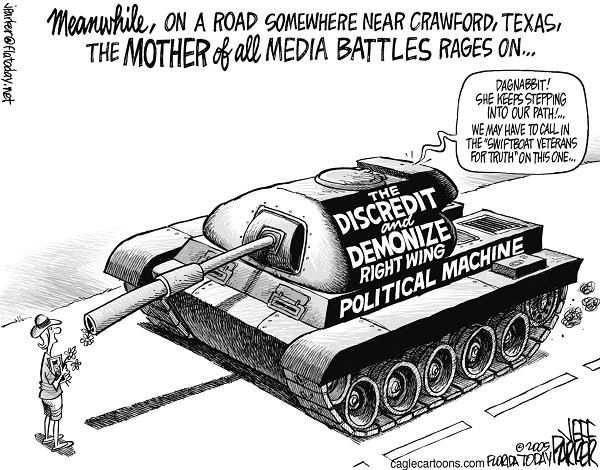 jparker@flatoday.net
Meanwhile, ON A ROAD SOMEWHERE NEAR CRAWFORD, TEXAS,
THE MOTHER of all MEDIA BATTLES RAGES ON...
DAGNABBIT!
SHE KEEPS STEPPING
INTO OUR PATH!...
WE MAY HAVE TO CALL IN
THE "SWIFTBOAT VETERANS
FOR TRUTH" ON THIS ONE...
THE
DISCREDIT
and
DEMONIZE
RIGHT WING
POLITICAL MACHINE
JEFF
PARKER
©2005
FLORIDA TODAY
caglecartoons.com